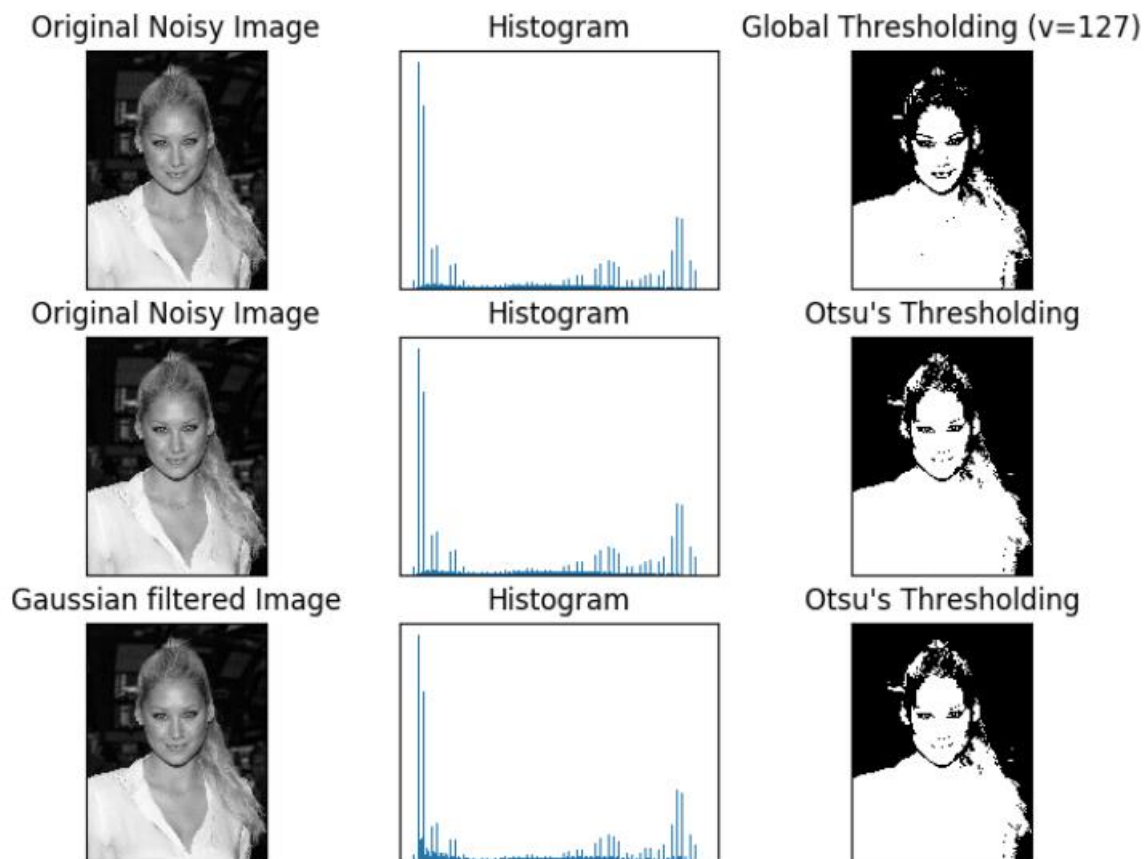 Original Noisy Image
Histogram
Global Thresholding (v=127)
Original Noisy Image
Histogram
Otsu's Thresholding
Gaussian filtered Image
Histogram
Otsu's Thresholding